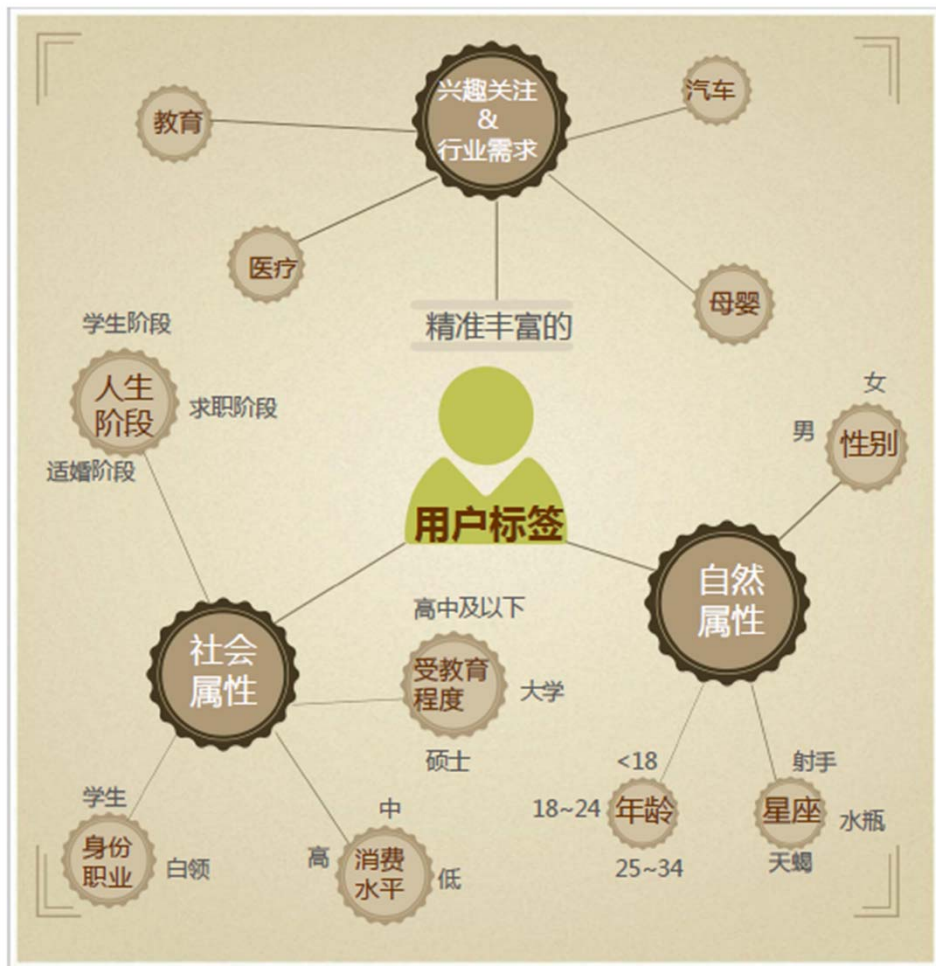 兴趣关注
&
行业需求
教育
汽车
医疗
母婴
精准丰富的
用户标签
学生阶段
人生
阶段
求职阶段
适婚阶段
女
男
性别
自然
属性
社会
属性
高中及以下
受教育
程度
大学
硕士
<18
18~24
年龄
25~34
射手
星座
水瓶
天蝎
学生
身份
职业
白领
中
高
消费
水平
低